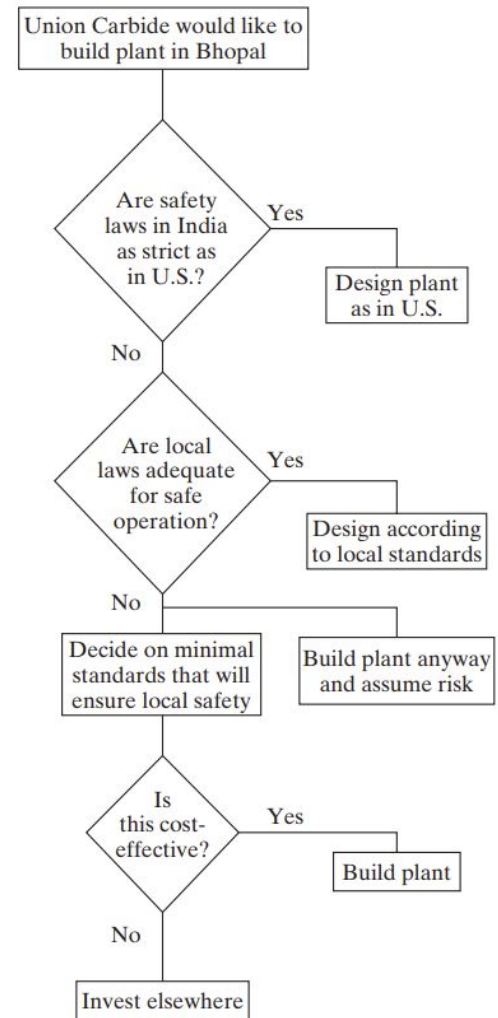 Union Carbide would like to
build plant in Bhopal
Are safety
laws in India
as strict as
in U.S.?
Yes
Design plant
as in U.S.
No
Are local
laws adequate
for safe
operation?
Yes
Design according
to local standards
No
Decide on minimal
standards that will
ensure local safety
Build plant anyway
and assume risk
Is
this cost-
effective?
Yes
Build plant
No
Invest elsewhere